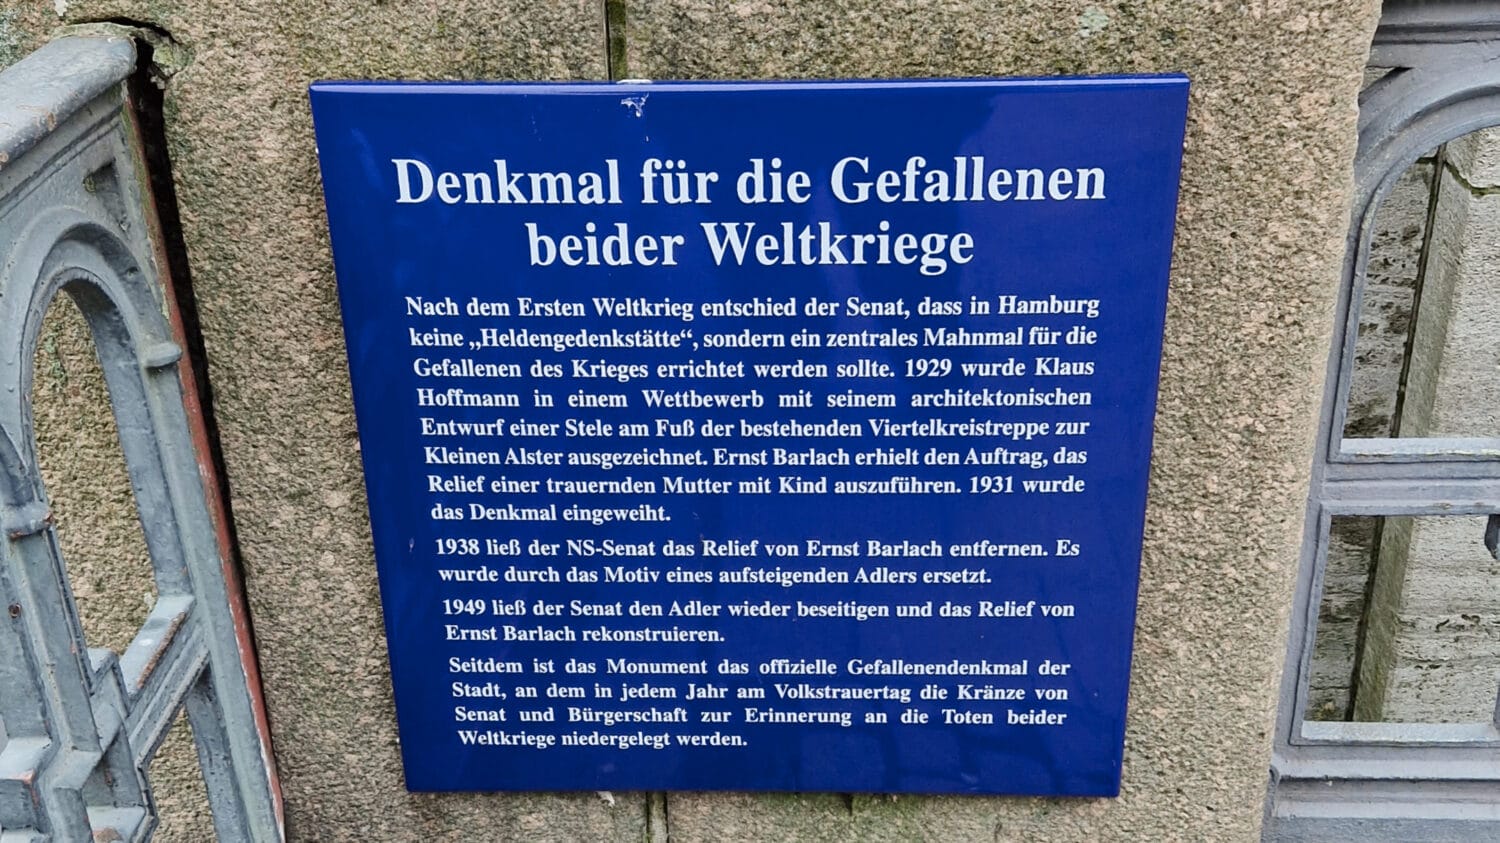 Denkmal für die Gefallenen
beider Weltkriege
Nach dem Ersten Weltkrieg entschied der Senat, dass in Hamburg
keine „Heldengedenkstätte“, sondern ein zentrales Mahnmal für die
Gefallenen des Krieges errichtet werden sollte. 1929 wurde Klaus
Hoffmann in einem Wettbewerb mit seinem architektonischen
Entwurf einer Stele am Fuß der bestehenden Viertelkreistreppe zur
Kleinen Alster ausgezeichnet. Ernst Barlach erhielt den Auftrag, das
Relief einer trauernden Mutter mit Kind auszuführen. 1931 wurde
das Denkmal eingeweiht.
1938 ließ der NS-Senat das Relief von Ernst Barlach entfernen. Es
wurde durch das Motiv eines aufsteigenden Adlers ersetzt.
1949 ließ der Senat den Adler wieder beseitigen und das Relief von
Ernst Barlach rekonstruieren.
Seitdem ist das Monument das offizielle Gefallenendenkmal der
Stadt, an dem in jedem Jahr am Volkstrauertag die Kränze von
Senat und Bürgerschaft zur Erinnerung an die Toten beider
Weltkriege niedergelegt werden.